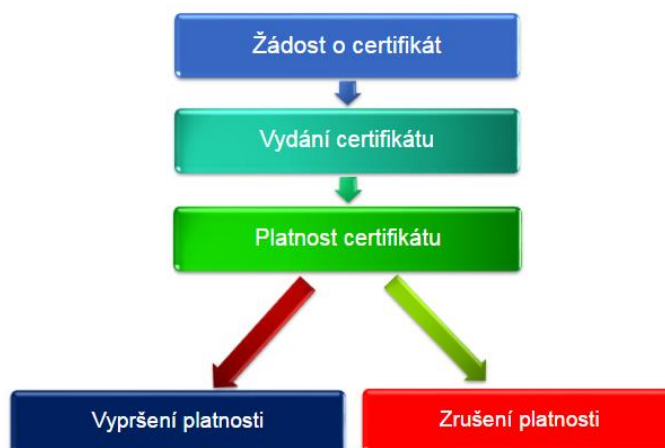 Žádost o certifikát
Vydání certifikátu
Platnost certifikátu
Vypršení platnosti
Zrušení platnosti